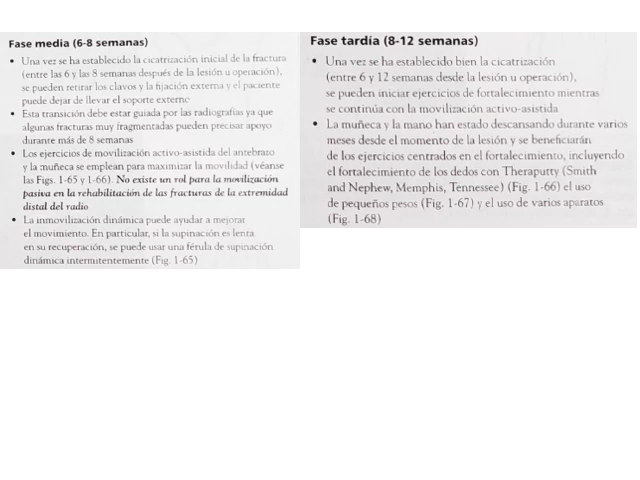 Fase media (6-8 semanas)
• Una vez se ha establecido la cicatrización inicial de la fractura
(entre las 6 y las 8 semanas después de la lesión u operación),
se pueden retirar los clavos y la fijación externa y el paciente
puede dejar de llevar el soporte externo
• Esta transición debe estar guiada por las radiografías ya que
algunas fracturas muy fragmentadas pueden precisar apoyo
durante más de 8 semanas
• Los ejercicios de movilización activo-asistida del antebrazo
y la muñeca se emplean para maximizar la movilidad (véanse
las Figs. 1-65 y 1-66). No existe un rol para la movilización
pasiva en la rehabilitación de las fracturas de la extremidad
distal del radio
• La inmovilización dinámica puede ayudar a mejorar
el movimiento. En particular, si la supinación es lenta
en su recuperación, se puede usar una férula de supinación
dinámica intermitentemente (Fig. 1-65)
Fase tardía (8-12 semanas)
• Una vez se ha establecido bien la cicatrización
(entre 6 y 12 semanas desde la lesión u operación),
se pueden iniciar ejercicios de fortalecimiento mientras
se continúa con la movilización activo-asistida
• La muñeca y la mano han estado descansando durante varios
meses desde el momento de la lesión y se beneficiarán
de los ejercicios centrados en el fortalecimiento, incluyendo
el fortalecimiento de los dedos con Theraputty (Smith
and Nephew, Memphis, Tennessee) (Fig. 1-66) el uso
de pequeños pesos (Fig. 1-67) y el uso de varios aparatos
(Fig. 1-68)